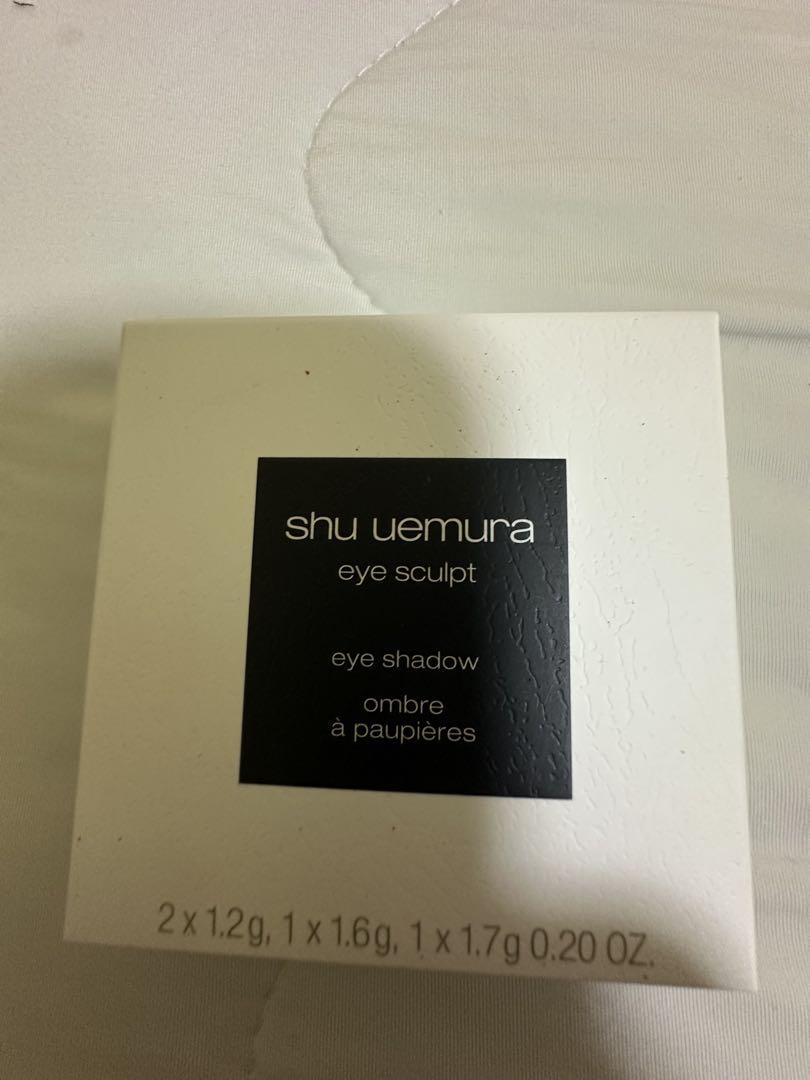 shu uemura
eye sculpt
eye shadow
ombre
à paupières
2 x 1.2g, 1 x 1.6g, 1 x 1.7g 0.20 OZ.